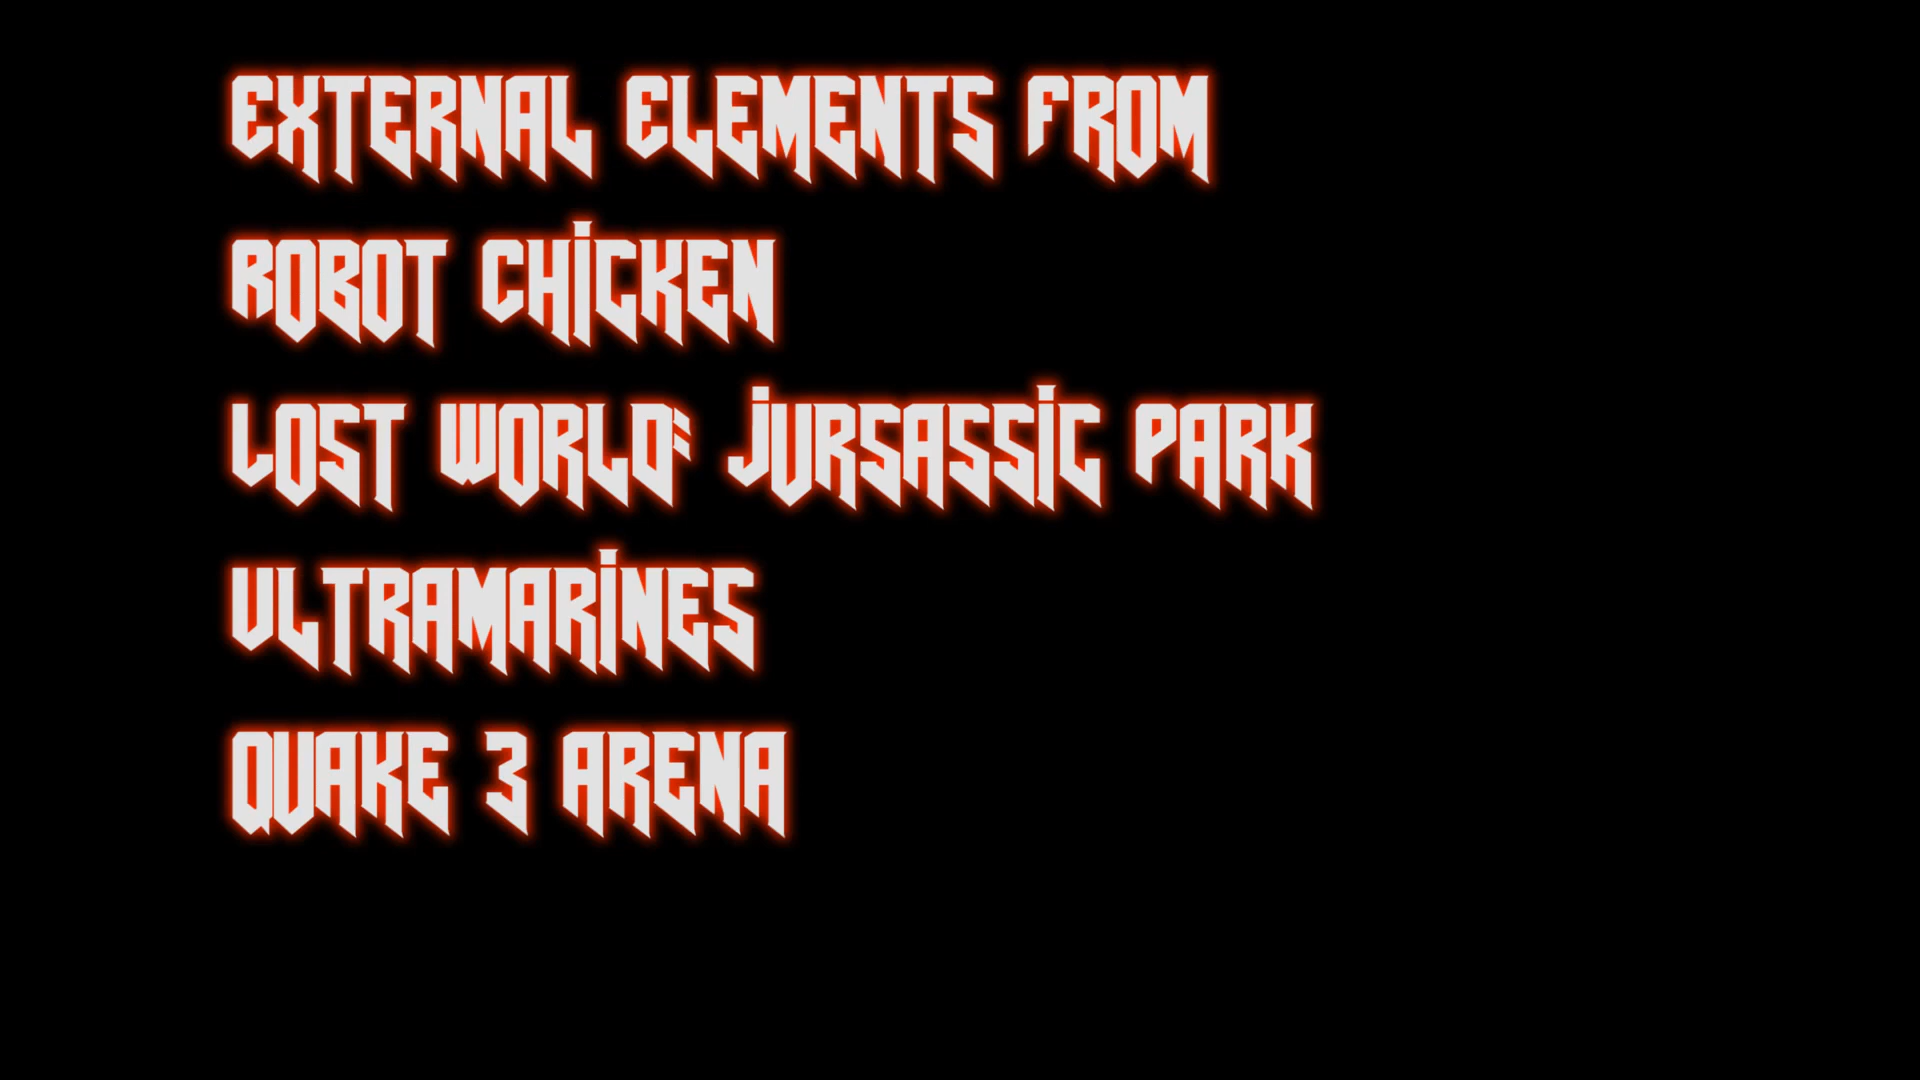 External Elements from
Robot Chicken
Lost World: Jursassic Park
Ultramarines
Quake 3 Arena